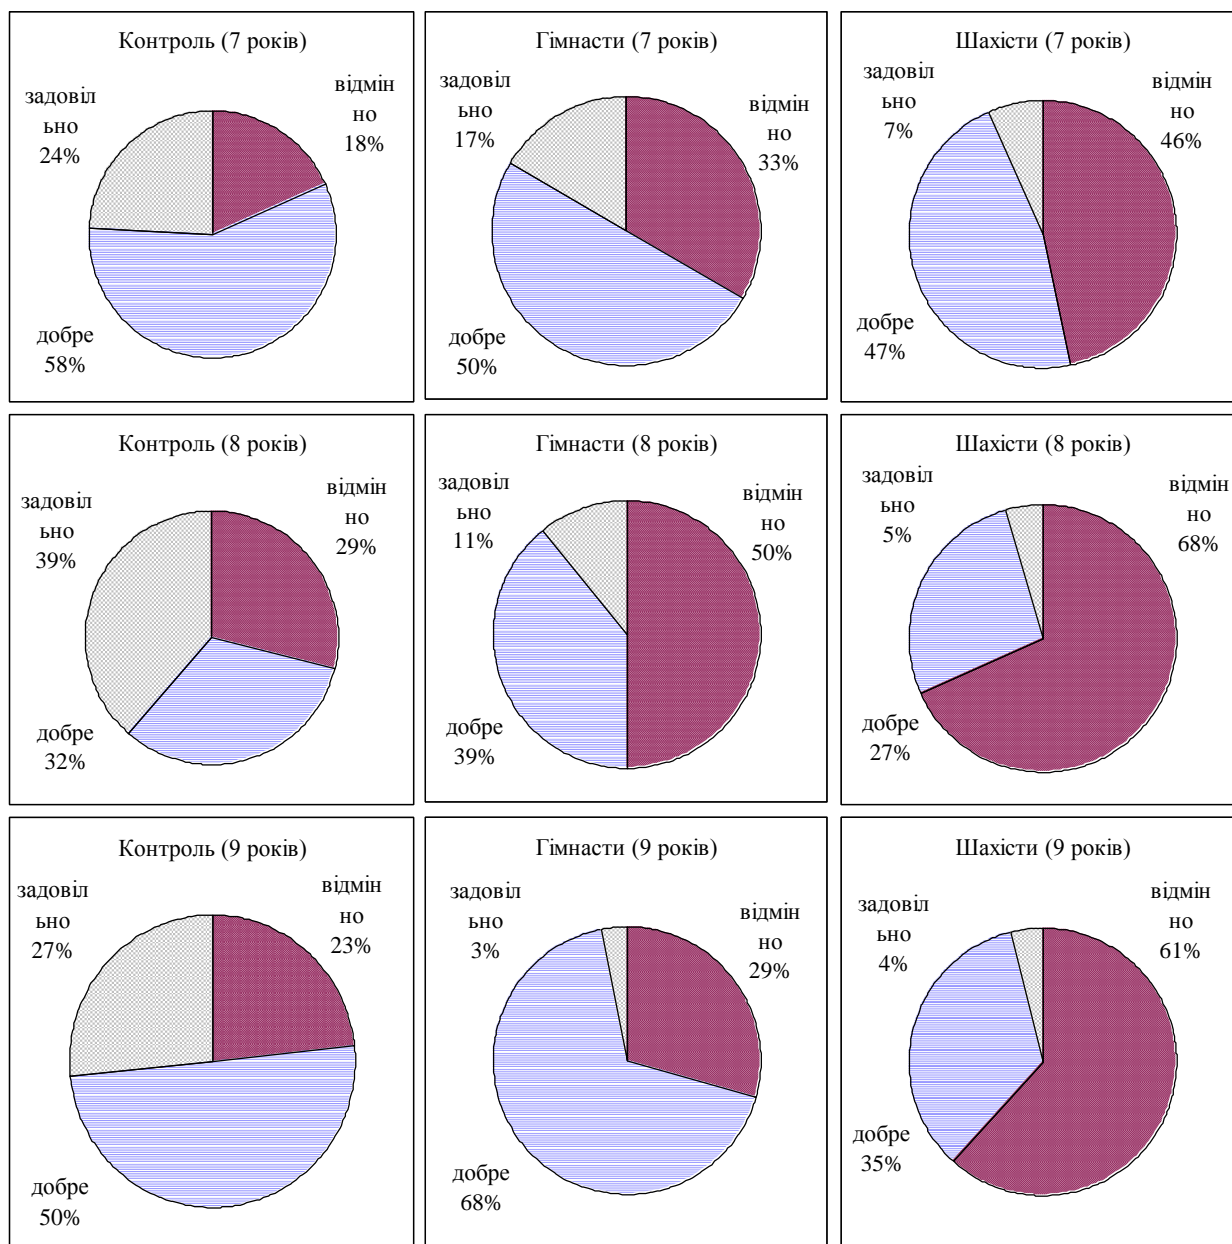 Контроль (7 років)
задовіл
ьно
24%
відмін
но
18%
добре
58%
Гімнасти (7 років)
задовіл
ьно
17%
відмін
но
33%
добре
50%
Шахісти (7 років)
задовіл
ьно
7%
відмін
но
46%
добре
47%
Контроль (8 років)
задовіл
ьно
39%
відмін
но
29%
добре
32%
Гімнасти (8 років)
задовіл
ьно
11%
відмін
но
50%
добре
39%
Шахісти (8 років)
задовіл
ьно
5%
відмін
но
68%
добре
27%
Контроль (9 років)
задовіл
ьно
27%
відмін
но
23%
добре
50%
Гімнасти (9 років)
задовіл
ьно
3%
відмін
но
29%
добре
68%
Шахісти (9 років)
задовіл
ьно
4%
відмін
но
61%
добре
35%